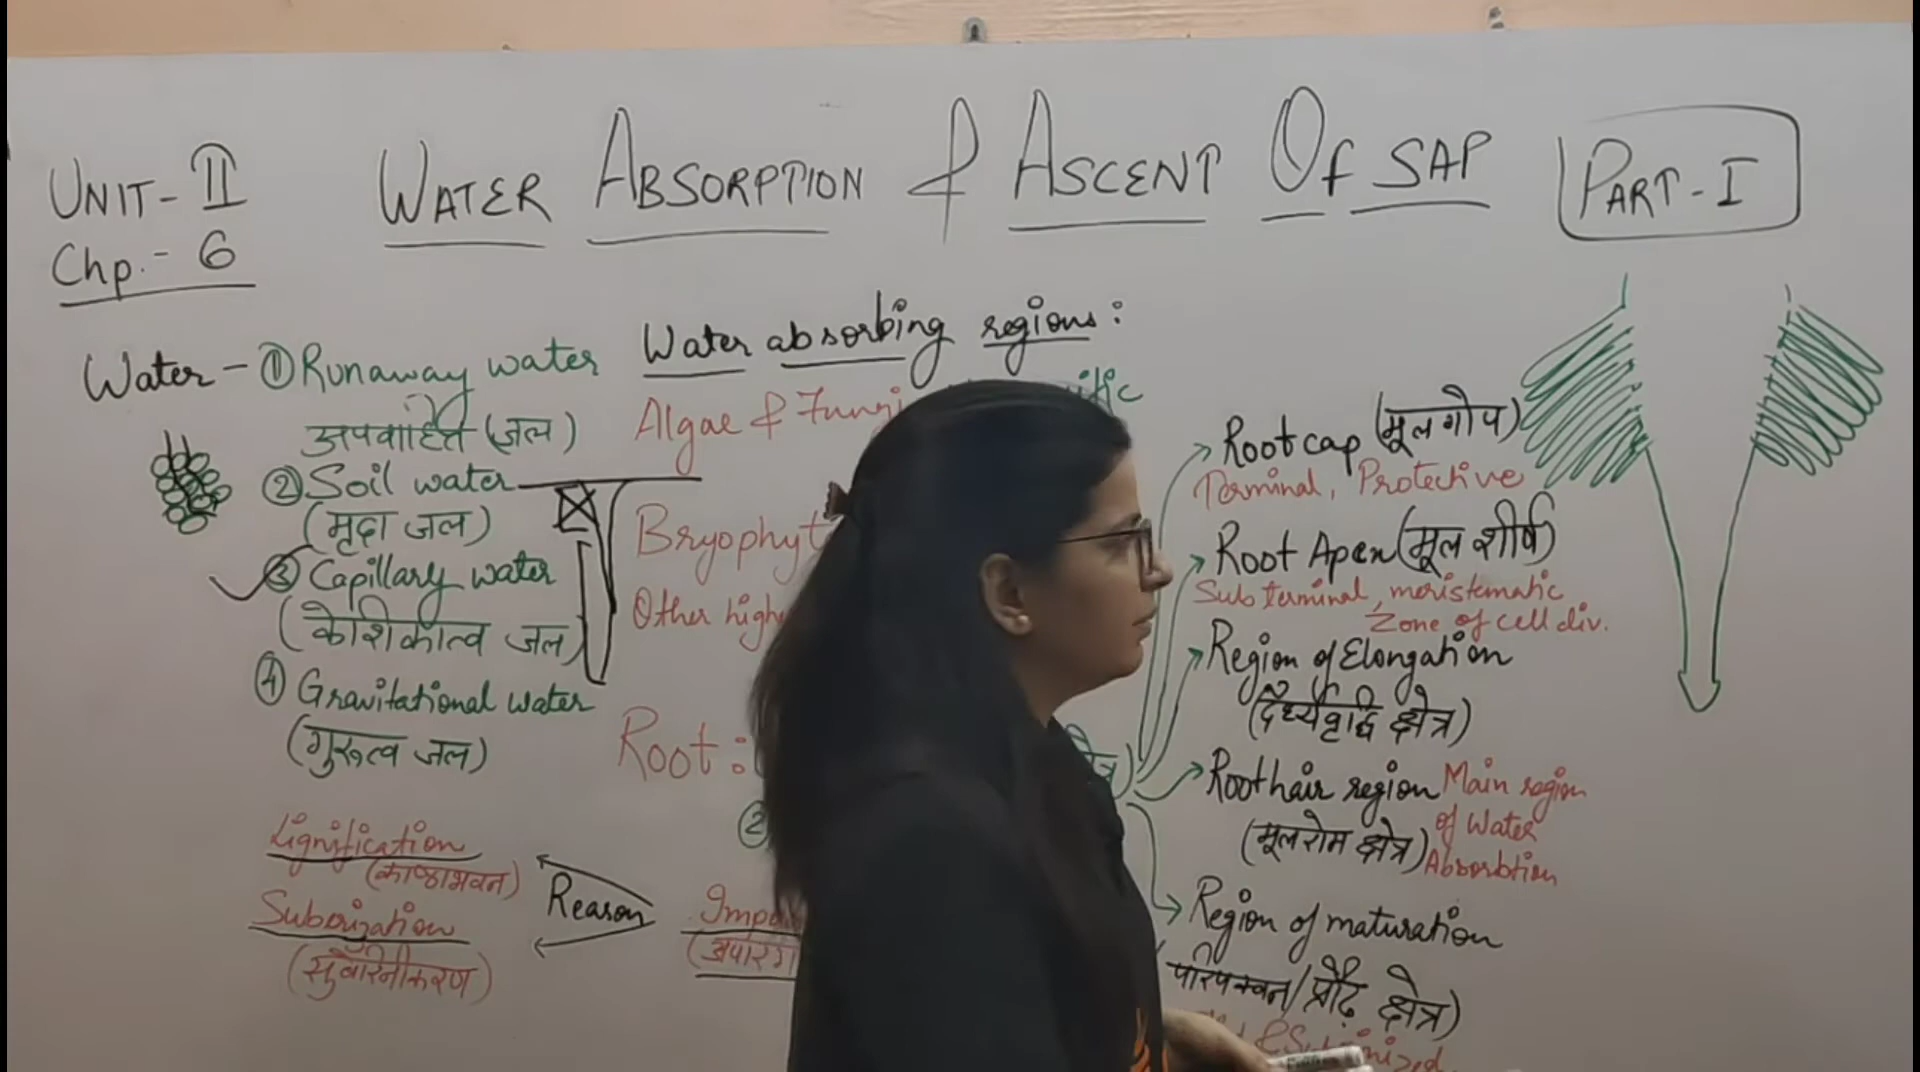 UNIT-II
Chp.- 6
WATER ABSORPTION & ASCENT Of SAP
PART-I
Water - ① Runaway water
अपवाहित (जल)
② Soil water
(मृदा जल)
③ Capillary water
(केशिकात्व जल)
④ Gravitational water
(गुरुत्व जल)
Lignification
(काष्ठाभवन)
Suberization
(सुबेरिनीकरण)
Reason
Water absorbing regions:
Algae & Fungi
Other
Root:
②
Root cap (मूल गोप)
Terminal, Protective
Root Apex (मूल शीर्ष)
Sub terminal, meristematic
Zone of cell div.
Region of Elongation
(दैर्ध्यवृद्धि क्षेत्र)
Root hair region
(मूलरोम क्षेत्र)
Main region
of Water
Absorbtion
Region of maturation
(परिपक्वन/प्रौढ़ क्षेत्र)